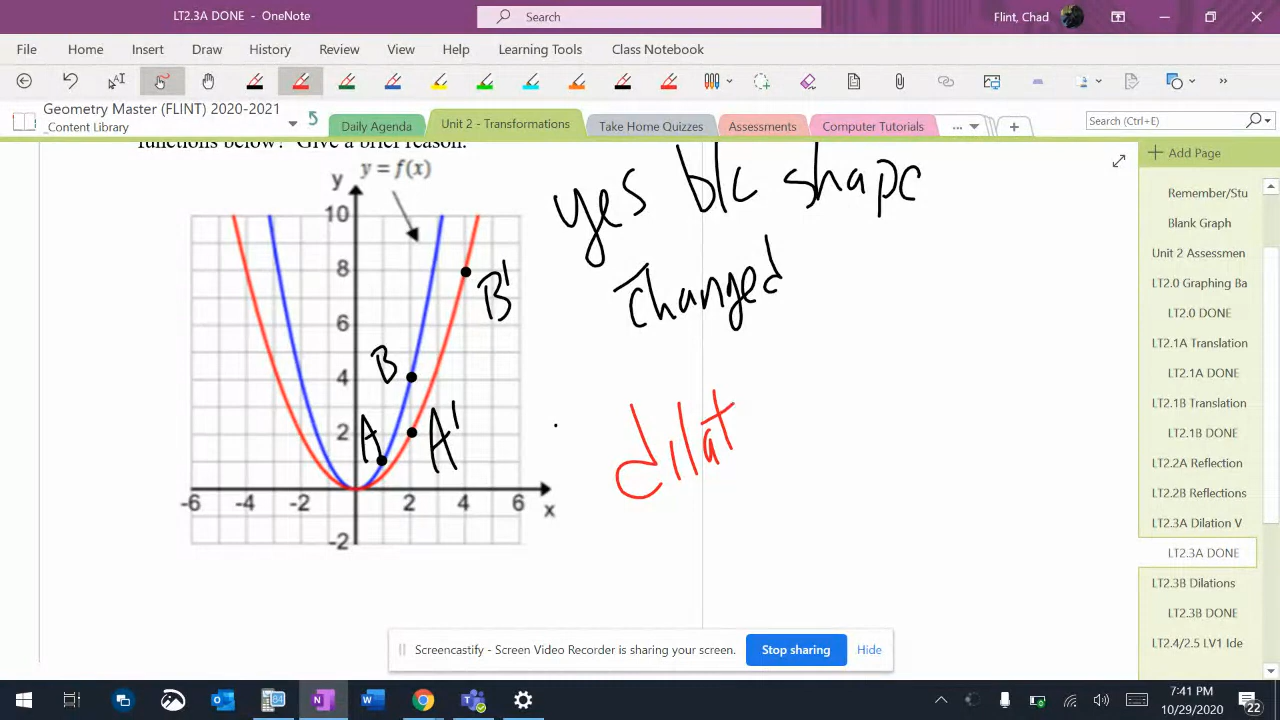 LT2.3A DONE - OneNote
Search
Flint, Chad
File Home Insert Draw History Review View Help Learning Tools Class Notebook
Geometry Master (FLINT) 2020-2021
_Content Library
Daily Agenda
Unit 2 - Transformations
Take Home Quizzes
Assessments
Computer Tutorials
...
Search (Ctrl+E)
functions below? Give a brief reason.
y = f(x)
y
10
8
6
4
2
-6 -4 -2 2 4 6
x
-2
B'
B
A
A'
yes b/c shape
changed
dilat
Add Page
Remember/Stu
Blank Graph
Unit 2 Assessmen
LT2.0 Graphing Ba
LT2.0 DONE
LT2.1A Translation
LT2.1A DONE
LT2.1B Translation
LT2.1B DONE
LT2.2A Reflection
LT2.2B Reflections
LT2.3A Dilation V
LT2.3A DONE
LT2.3B Dilations
LT2.3B DONE
LT2.4/2.5 LV1 Ide
Screencastify - Screen Video Recorder is sharing your screen.
Stop sharing
Hide
7:41 PM
10/29/2020
22